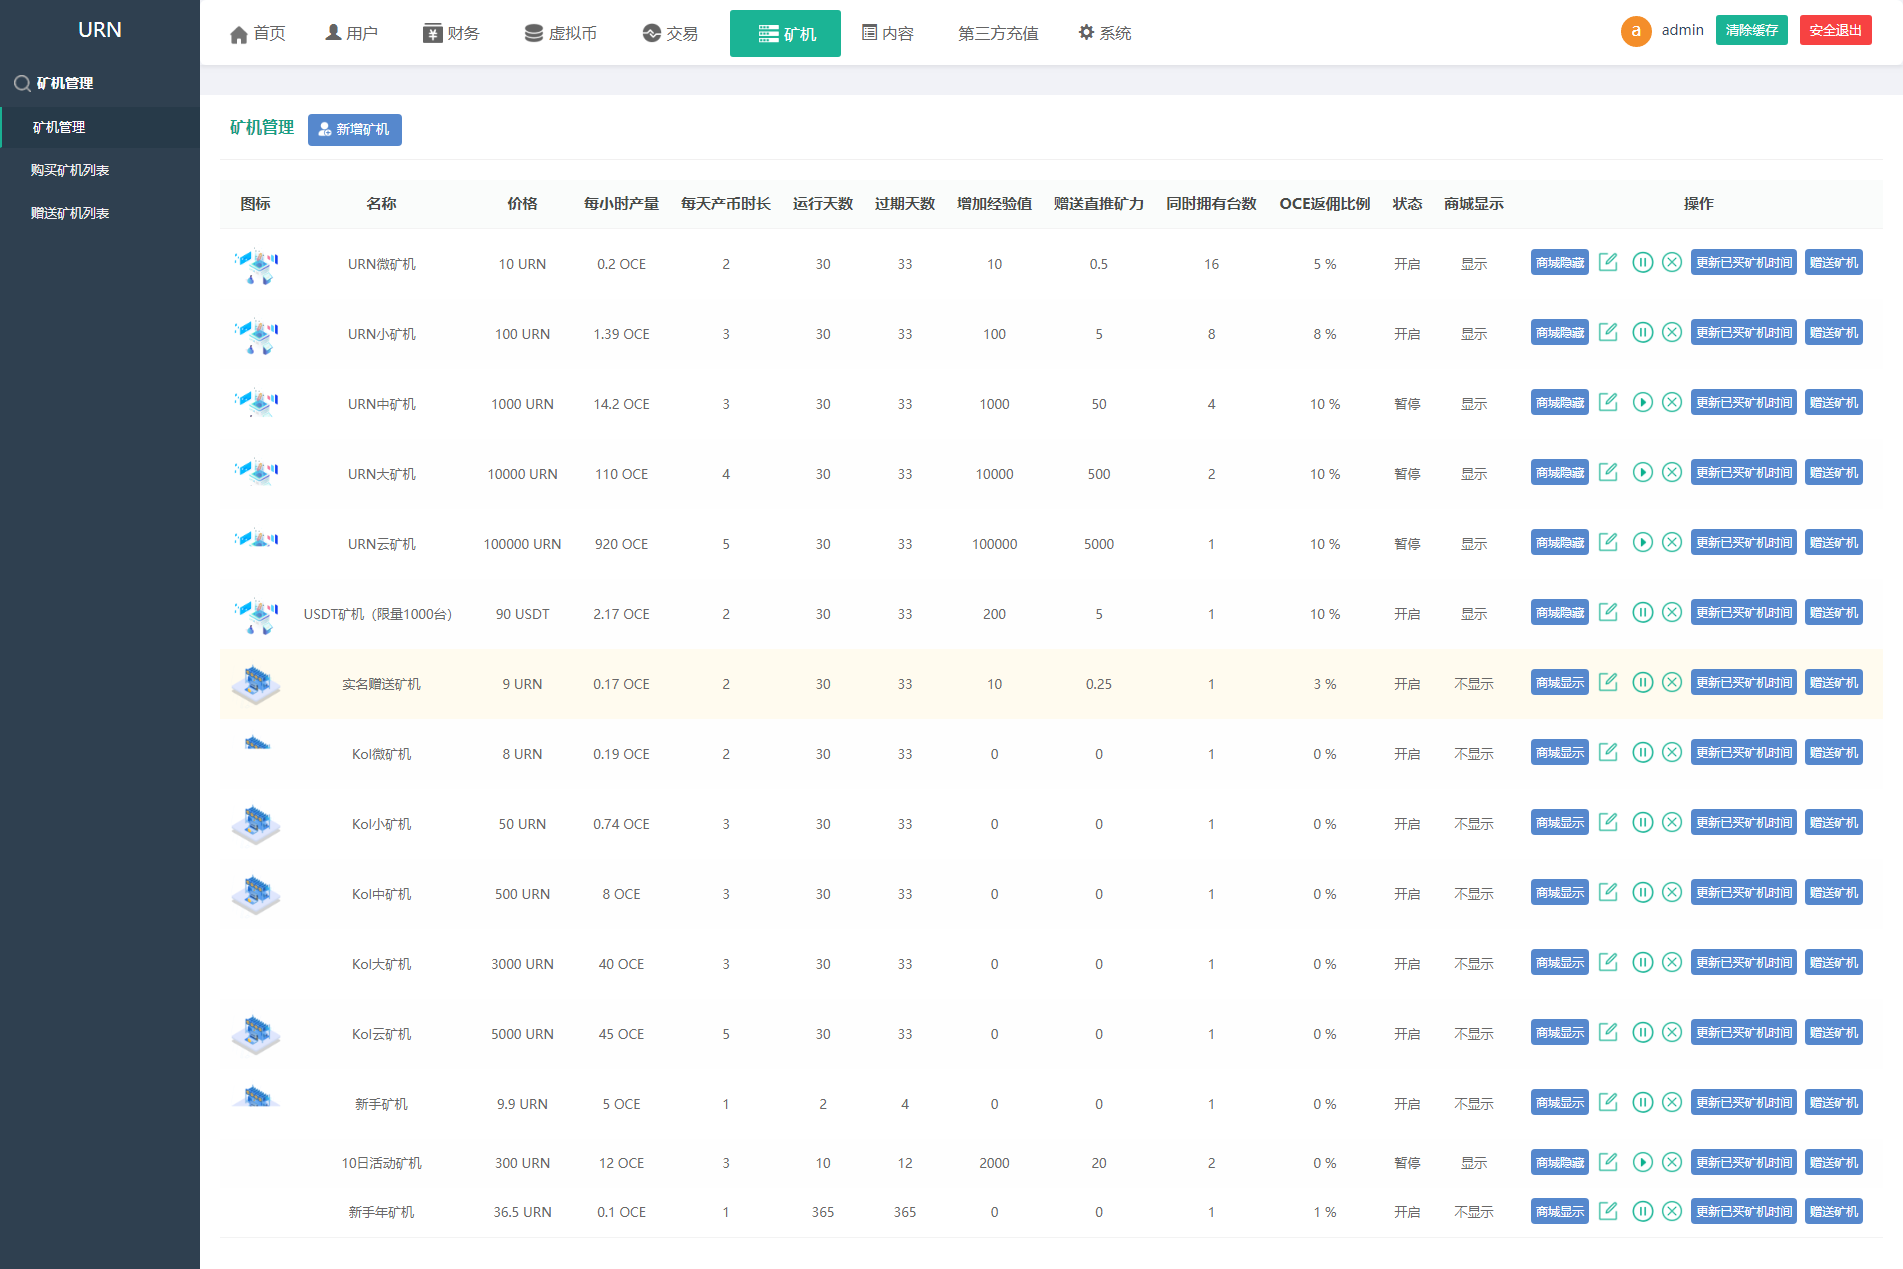 URN
首页 用户 财务 虚拟币 交易 矿机 内容 第三方充值 系统
a admin 清除缓存 安全退出
矿机管理
矿机管理
购买矿机列表
赠送矿机列表
矿机管理 新增矿机
图标 名称 价格 每小时产量 每天产币时长 运行天数 过期天数 增加经验值 赠送直推矿力 同时拥有台数 OCE返佣比例 状态 商城显示 操作
URN微矿机 10 URN 0.2 OCE 2 30 33 10 0.5 16 5 % 开启 显示 商城隐藏 更新已买矿机时间 赠送矿机
URN小矿机 100 URN 1.39 OCE 3 30 33 100 5 8 8 % 开启 显示 商城隐藏 更新已买矿机时间 赠送矿机
URN中矿机 1000 URN 14.2 OCE 3 30 33 1000 50 4 10 % 暂停 显示 商城隐藏 更新已买矿机时间 赠送矿机
URN大矿机 10000 URN 110 OCE 4 30 33 10000 500 2 10 % 暂停 显示 商城隐藏 更新已买矿机时间 赠送矿机
URN云矿机 100000 URN 920 OCE 5 30 33 100000 5000 1 10 % 暂停 显示 商城隐藏 更新已买矿机时间 赠送矿机
USDT矿机（限量1000台） 90 USDT 2.17 OCE 2 30 33 200 5 1 10 % 开启 显示 商城隐藏 更新已买矿机时间 赠送矿机
实名赠送矿机 9 URN 0.17 OCE 2 30 33 10 0.25 1 3 % 开启 不显示 商城显示 更新已买矿机时间 赠送矿机
Kol微矿机 8 URN 0.19 OCE 2 30 33 0 0 1 0 % 开启 不显示 商城显示 更新已买矿机时间 赠送矿机
Kol小矿机 50 URN 0.74 OCE 3 30 33 0 0 1 0 % 开启 不显示 商城显示 更新已买矿机时间 赠送矿机
Kol中矿机 500 URN 8 OCE 3 30 33 0 0 1 0 % 开启 不显示 商城显示 更新已买矿机时间 赠送矿机
Kol大矿机 3000 URN 40 OCE 3 30 33 0 0 1 0 % 开启 不显示 商城显示 更新已买矿机时间 赠送矿机
Kol云矿机 5000 URN 45 OCE 5 30 33 0 0 1 0 % 开启 不显示 商城显示 更新已买矿机时间 赠送矿机
新手矿机 9.9 URN 5 OCE 1 2 4 0 0 1 0 % 开启 不显示 商城显示 更新已买矿机时间 赠送矿机
10日活动矿机 300 URN 12 OCE 3 10 12 2000 20 2 0 % 暂停 显示 商城隐藏 更新已买矿机时间 赠送矿机
新手年矿机 36.5 URN 0.1 OCE 1 365 365 0 0 1 1 % 开启 不显示 商城显示 更新已买矿机时间 赠送矿机